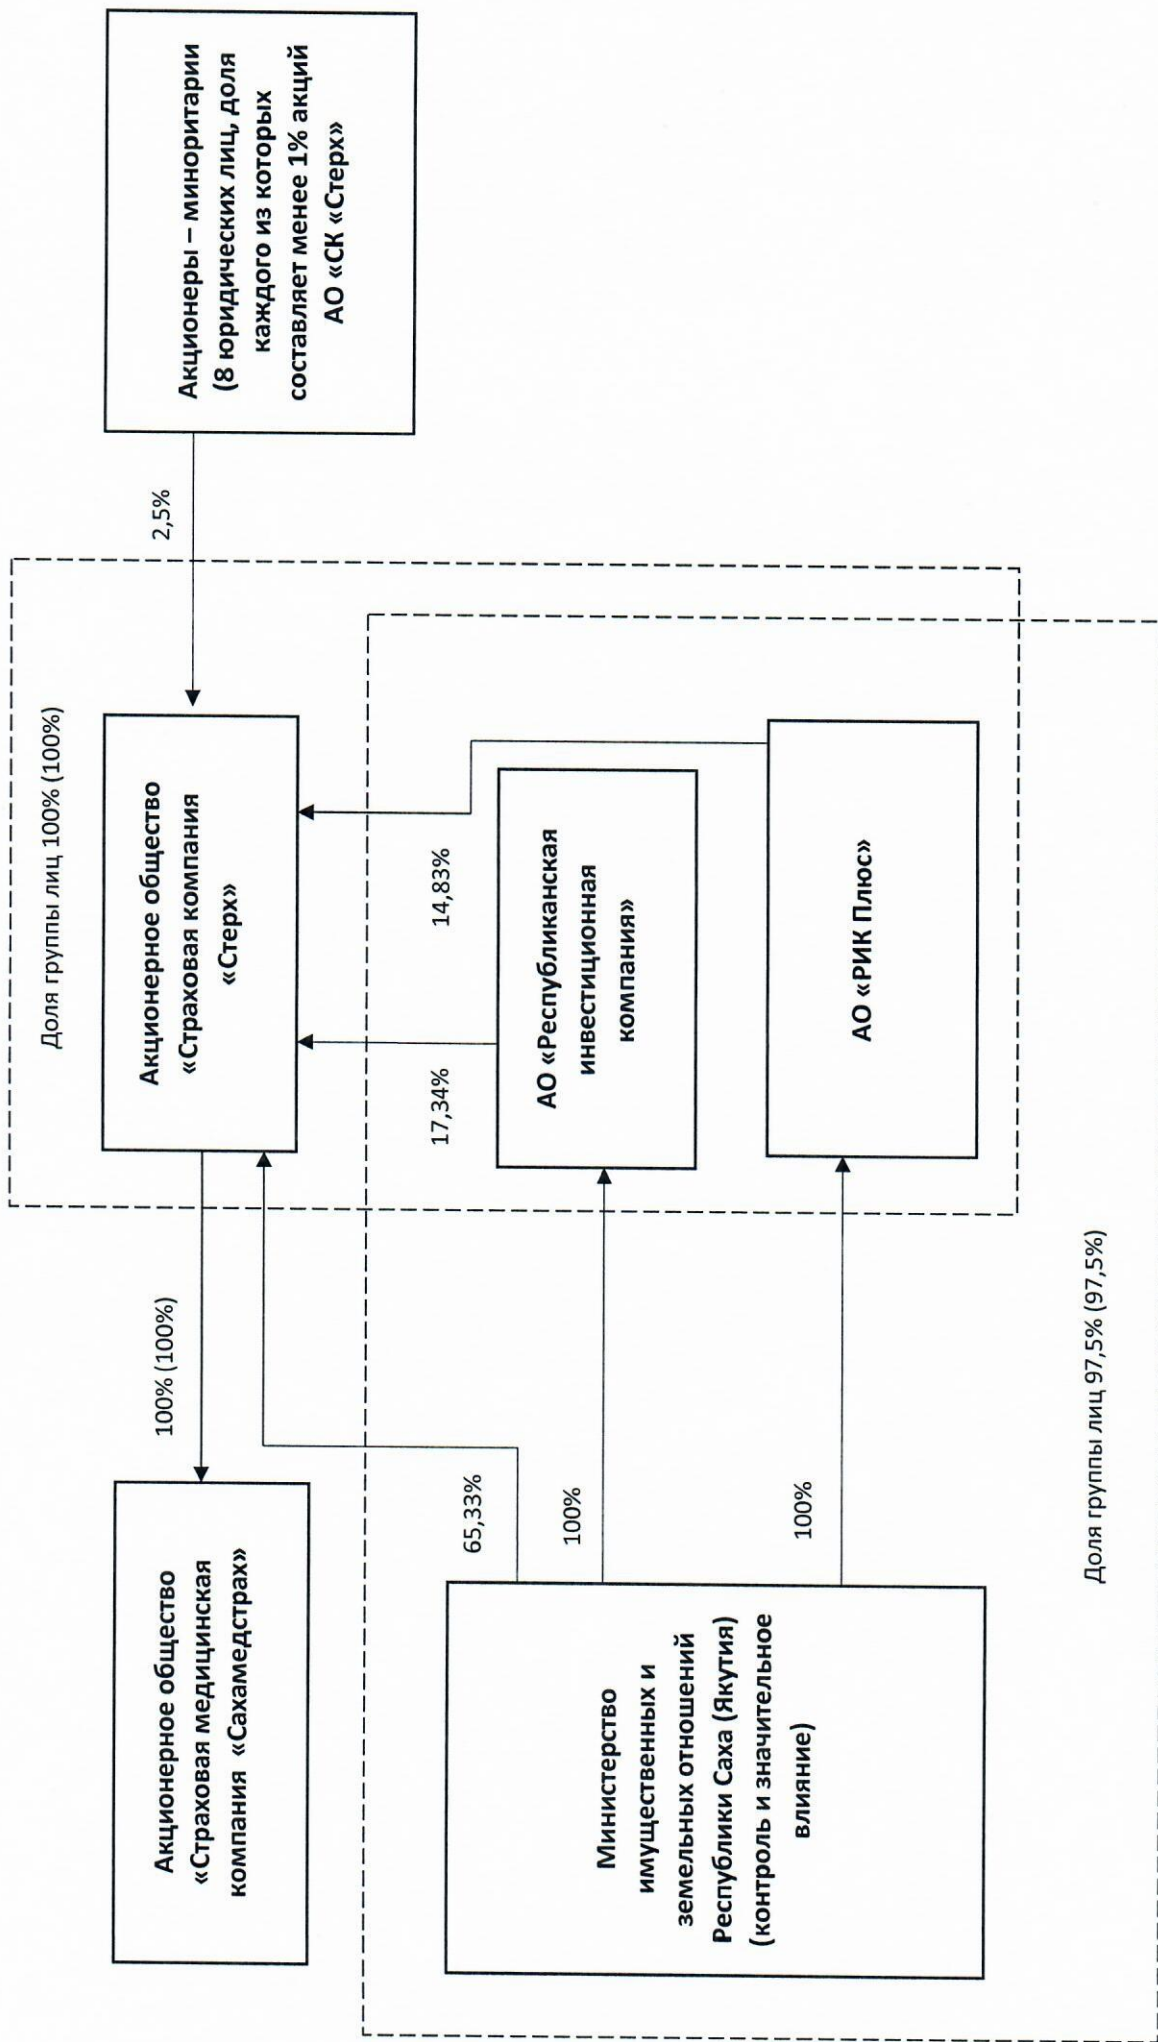 Акционерное общество
«Страховая медицинская
компания «Сахамедстрах»
100% (100%)
Доля группы лиц 100% (100%)
Акционерное общество
«Страховая компания
«Стерх»
2,5%
Акционеры – миноритарии
(8 юридических лиц, доля
каждого из которых
составляет менее 1% акций
АО «СК «Стерх»
Министерство
имущественных и
земельных отношений
Республики Саха (Якутия)
(контроль и значительное
влияние)
65,33%
100%
100%
17,34%
14,83%
АО «Республиканская
инвестиционная
компания»
АО «РИК Плюс»
Доля группы лиц 97,5% (97,5%)